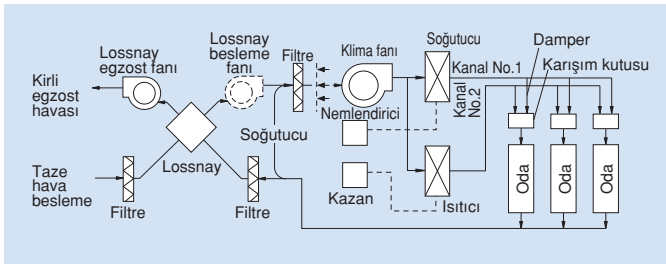 Lossnay
egzost fanı
Lossnay
besleme
fanı
Filtre
Klima fanı
Soğutucu
Damper
Karışım kutusu
Kanal No.1
Kanal
No.2
Kirli
egzost
havası
Nemlendirici
Soğutucu
Lossnay
Taze
hava
besleme
Filtre
Filtre
Kazan
Isıtıcı
Oda
Oda
Oda